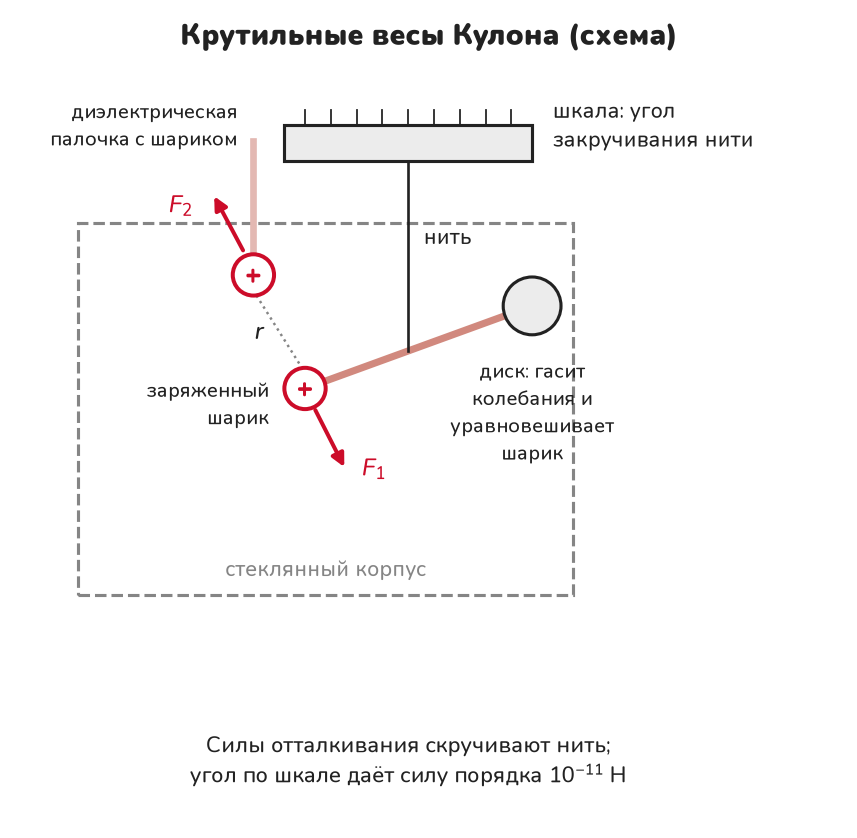 Крутильные весы Кулона (схема)
диэлектрическая
палочка с шариком
шкала: угол
закручивания нити
F₂
нить
+
r
заряженный
шарик
+
диск: гасит
колебания и
уравновешивает
шарик
F₁
стеклянный корпус
Силы отталкивания скручивают нить;
угол по шкале даёт силу порядка 10⁻¹¹ Н